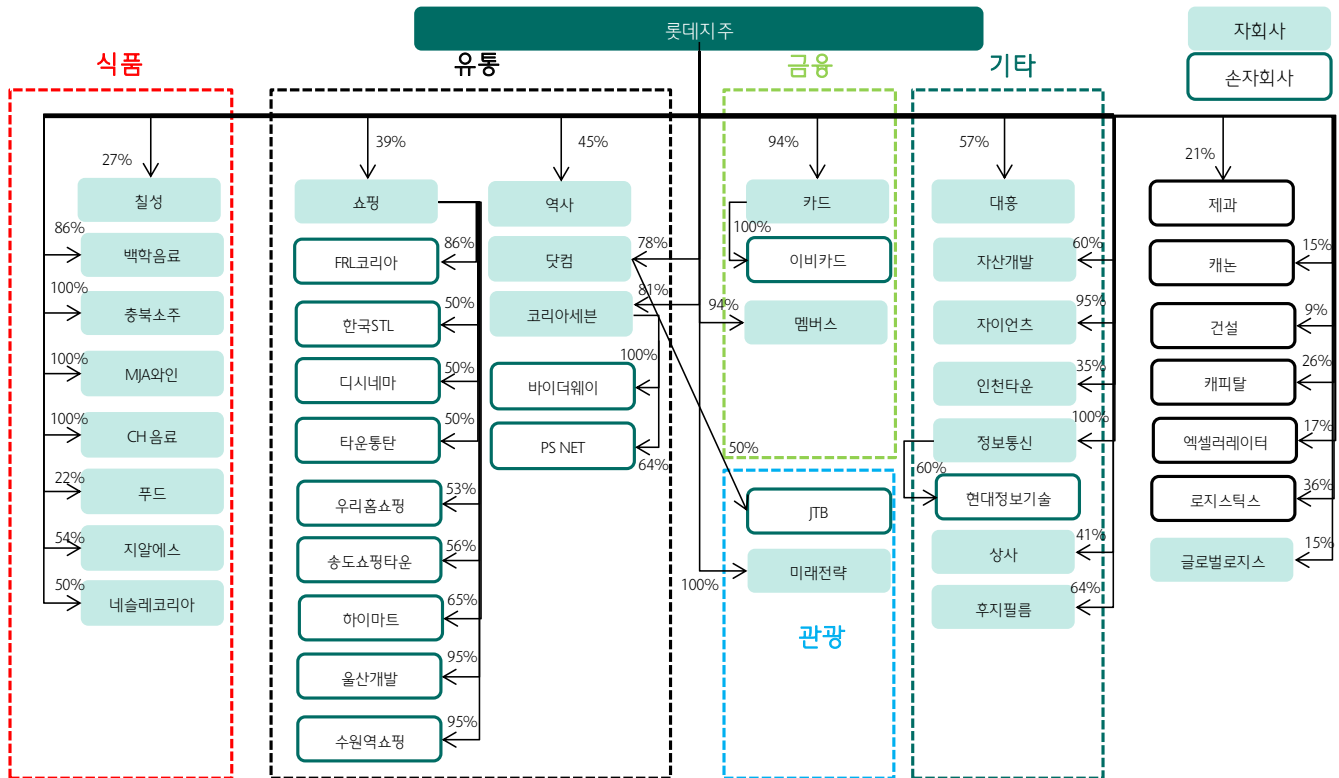 롯데지주
자회사
손자회사
식품
유통
금융
기타
27%
칠성
86%
백학음료
100%
충북소주
100%
MJA와인
100%
CH 음료
22%
푸드
54%
지알에스
50%
네슬레코리아
39%
쇼핑
86%
FRL코리아
50%
한국STL
50%
디시네마
50%
타운통탄
53%
우리홈쇼핑
56%
송도쇼핑타운
65%
하이마트
95%
울산개발
95%
수원역쇼핑
45%
역사
78%
닷컴
81%
코리아세븐
100%
바이더웨이
PS NET
64%
94%
카드
100%
이비카드
94%
멤버스
50%
JTB
100%
미래전략
관광
57%
대홍
60%
자산개발
95%
자이언츠
35%
인천타운
100%
정보통신
60%
현대정보기술
41%
상사
64%
후지필름
21%
제과
15%
캐논
9%
건설
26%
캐피탈
17%
엑셀러레이터
36%
로지스틱스
15%
글로벌로지스